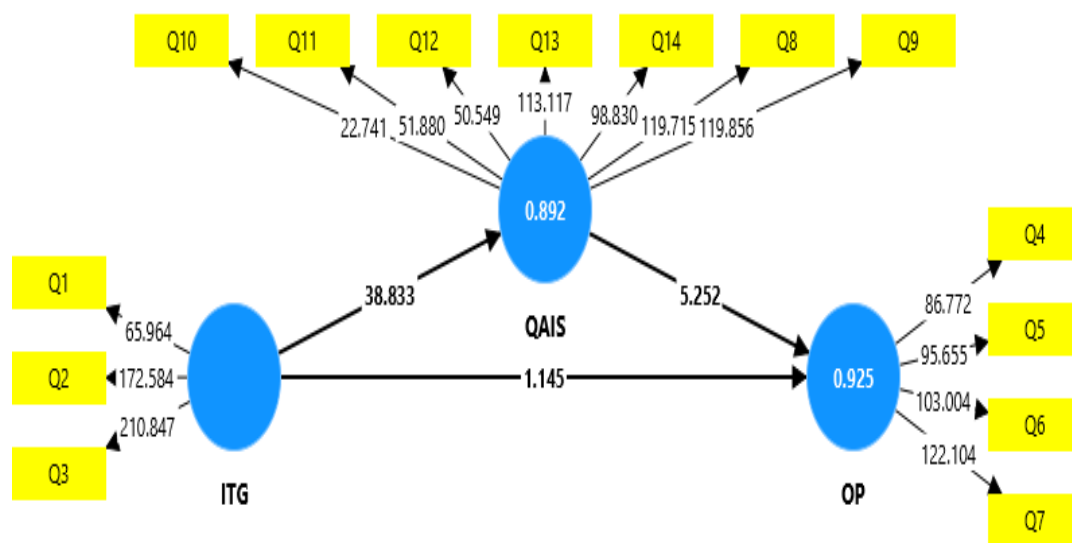 Q10 Q11 Q12 Q13 Q14 Q8 Q9
22.741 51.880 50.549 113.117 98.830 119.715 119.856
0.892
QAIS
Q1
Q2
Q3
65.964
172.584
210.847
ITG
38.833
5.252
1.145
0.925
OP
86.772
95.655
103.004
122.104
Q4
Q5
Q6
Q7